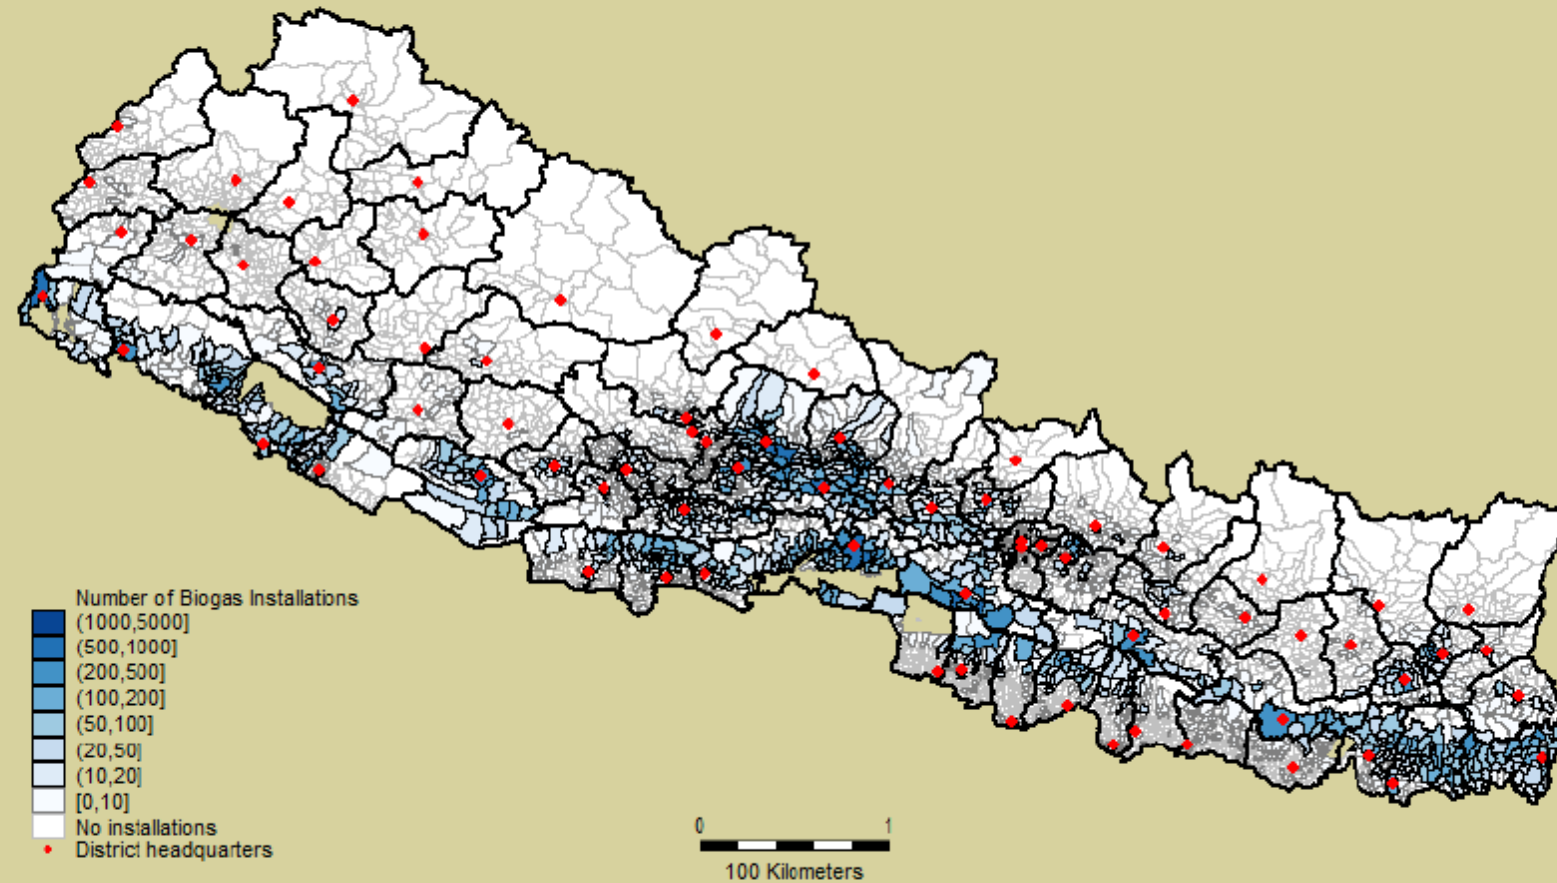 Number of Biogas Installations
(1000,5000]
(500,1000]
(200,500]
(100,200]
(50,100]
(20,50]
(10,20]
[0,10]
No installations
District headquarters
0 1
100 Kilometers